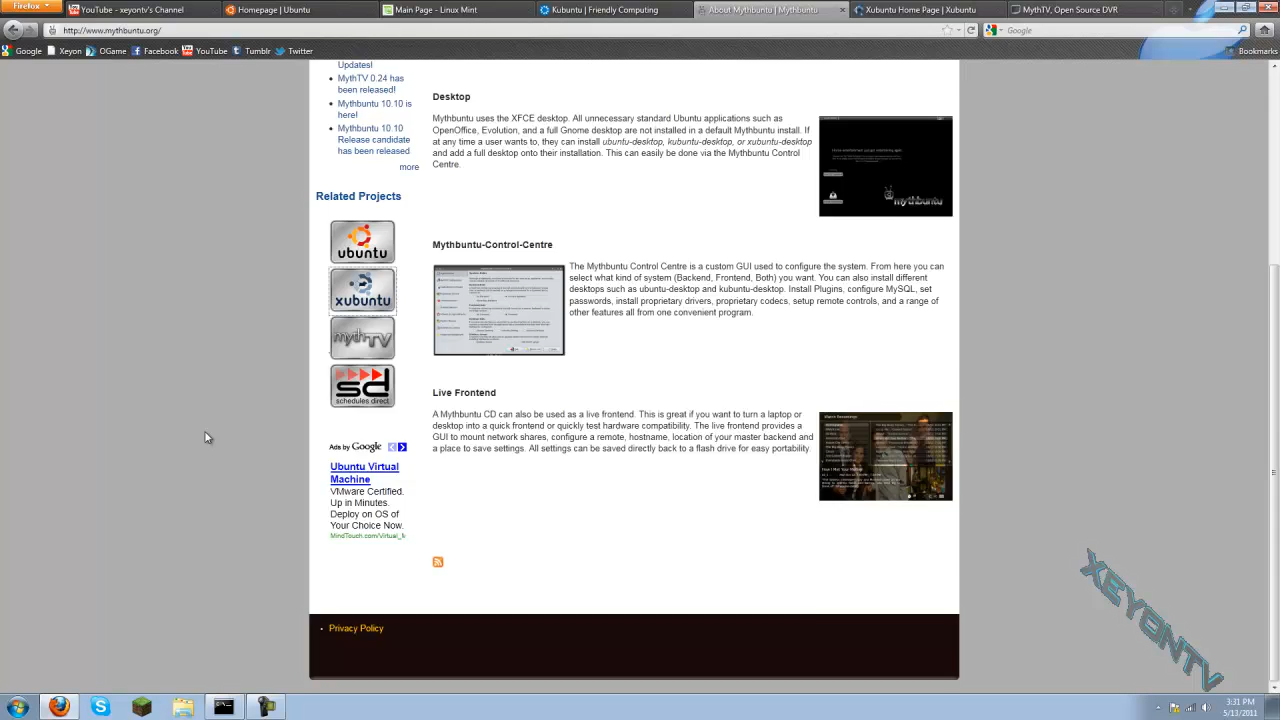 Firefox
YouTube - xeyontv's Channel
Homepage | Ubuntu
Main Page - Linux Mint
Kubuntu | Friendly Computing
About Mythbuntu | Mythbuntu
Xubuntu Home Page | Xubuntu
MythTV, Open Source DVR
http://www.mythbuntu.org/
Google
Google
Xeyon
Gmail
Facebook
YouTube
Tumblr
Twitter
Bookmarks
Updates!
MythTV 0.24 has
been released!
Mythbuntu 10.10 is
here!
Mythbuntu 10.10
Release candidate
has been released
more
Related Projects
ubuntu
xubuntu
mythTV
sd
schedules direct
Ads by Google
Ubuntu Virtual
Machine
VMware Certified.
Up in Minutes.
Deploy on OS of
Your Choice Now.
MindTouch.com/Virtual_M
Desktop
Mythbuntu uses the XFCE desktop. All unnecessary standard Ubuntu applications such as
OpenOffice, Evolution, and a full Gnome desktop are not installed in a default Mythbuntu install. If
at any time a user wants to, they can install ubuntu-desktop, kubuntu-desktop, or xubuntu-desktop
and add a full desktop onto their installation. This can easily be done via the Mythbuntu Control
Centre.
mythbuntu
Mythbuntu-Control-Centre
The Mythbuntu Control Centre is a custom GUI used to configure the system. From here you can
select what kind of system (Backend, Frontend, Both) you want. You can also install different
desktops such as ubuntu-desktop and kubuntu-desktop. Install Plugins, configure MySQL, set
passwords, install proprietary drivers, proprietary codecs, setup remote controls, and a range of
other features all from one convenient program.
Live Frontend
A Mythbuntu CD can also be used as a live frontend. This is great if you want to turn a laptop or
desktop into a quick frontend or quickly test hardware compatibility. The live frontend provides a
GUI to mount network shares, configure a remote hostname, location of your master backend and
a place to save settings. All settings can be saved directly back to a flash drive for easy portability
Privacy Policy
XEYONTV
3:31 PM
5/13/2011